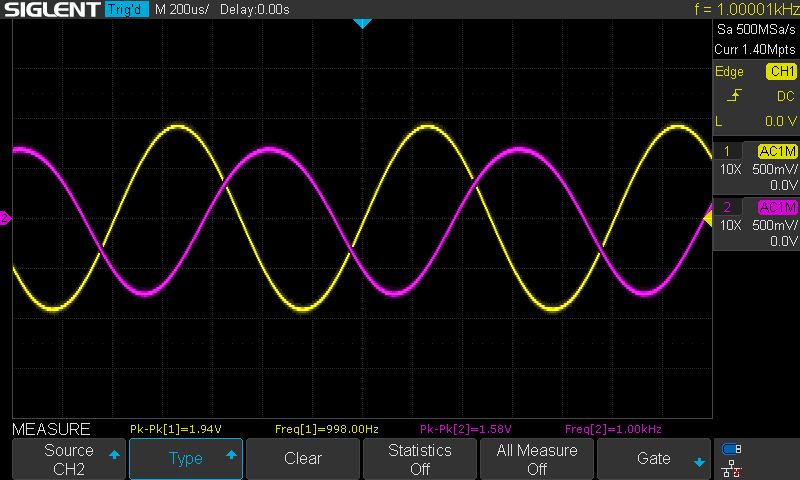 SIGLENT Trig'd M 200us/ Delay:0.00s f = 1.00001kHz
Sa 500MSa/s
Curr 1.40Mpts
Edge CH1
DC
L 0.0 V
1 AC1M
10X 500mV/
0.0V
2 AC1M
10X 500mV/
0.0V
2
MEASURE Pk-Pk[1]=1.94V Freq[1]=998.00Hz Pk-Pk[2]=1.58V Freq[2]=1.00kHz
Source
CH2
Type
Clear
Statistics
Off
All Measure
Off
Gate